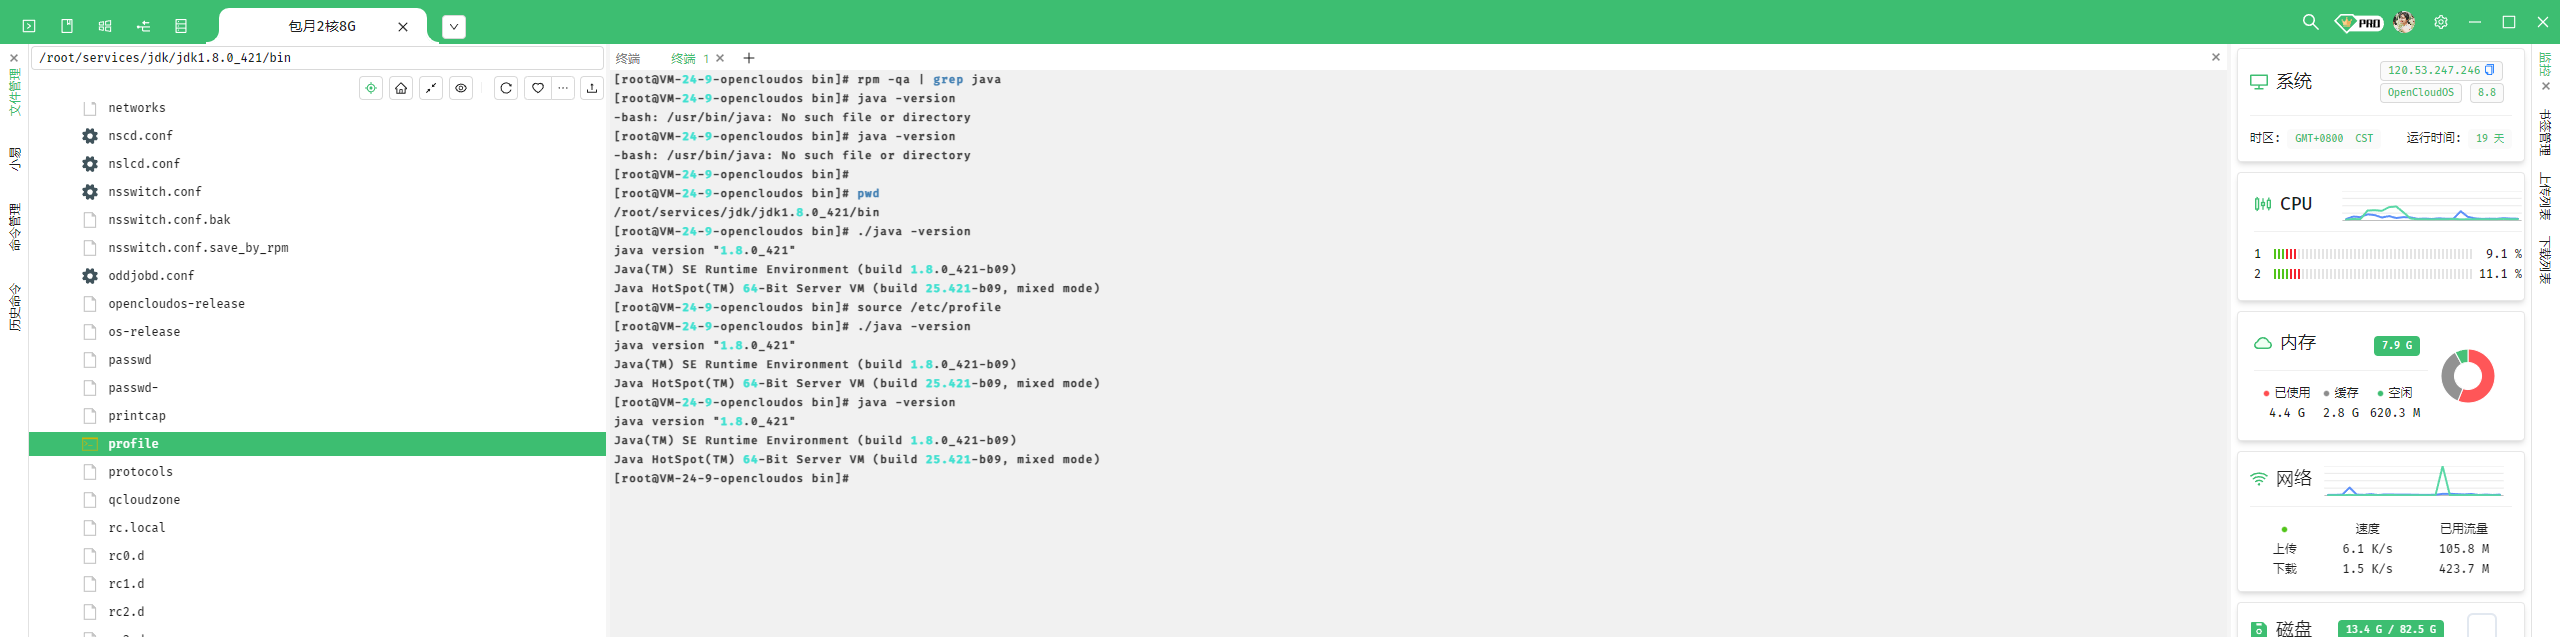 包月2核8G
PRO
文件管理
小易
命令管理
历史命令
/root/services/jdk/jdk1.8.0_421/bin
networks
nscd.conf
nslcd.conf
nsswitch.conf
nsswitch.conf.bak
nsswitch.conf.save_by_rpm
oddjobd.conf
opencloudos-release
os-release
passwd
passwd-
printcap
profile
protocols
qcloudzone
rc.local
rc0.d
rc1.d
rc2.d
终端
终端 1
[root@VM-24-9-opencloudos bin]# rpm -qa | grep java
[root@VM-24-9-opencloudos bin]# java -version
-bash: /usr/bin/java: No such file or directory
[root@VM-24-9-opencloudos bin]# java -version
-bash: /usr/bin/java: No such file or directory
[root@VM-24-9-opencloudos bin]#
[root@VM-24-9-opencloudos bin]# pwd
/root/services/jdk/jdk1.8.0_421/bin
[root@VM-24-9-opencloudos bin]# ./java -version
java version "1.8.0_421"
Java(TM) SE Runtime Environment (build 1.8.0_421-b09)
Java HotSpot(TM) 64-Bit Server VM (build 25.421-b09, mixed mode)
[root@VM-24-9-opencloudos bin]# source /etc/profile
[root@VM-24-9-opencloudos bin]# ./java -version
java version "1.8.0_421"
Java(TM) SE Runtime Environment (build 1.8.0_421-b09)
Java HotSpot(TM) 64-Bit Server VM (build 25.421-b09, mixed mode)
[root@VM-24-9-opencloudos bin]# java -version
java version "1.8.0_421"
Java(TM) SE Runtime Environment (build 1.8.0_421-b09)
Java HotSpot(TM) 64-Bit Server VM (build 25.421-b09, mixed mode)
[root@VM-24-9-opencloudos bin]#
系统
120.53.247.246
OpenCloudOS 8.8
时区: GMT+0800 CST 运行时间: 19 天
CPU
1 9.1 %
2 11.1 %
内存 7.9 G
已使用 缓存 空闲
4.4 G 2.8 G 620.3 M
网络
速度 已用流量
上传 6.1 K/s 105.8 M
下载 1.5 K/s 423.7 M
磁盘 13.4 G / 82.5 G
监控
书签管理
上传列表
下载列表